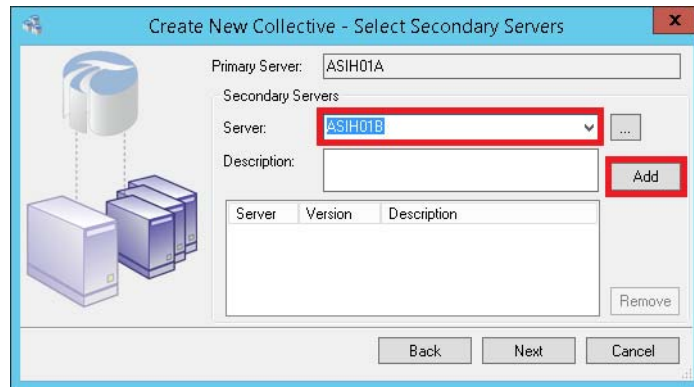 Create New Collective - Select Secondary Servers
x
Primary Server: ASIH01A
Secondary Servers
Server: ASIH01B ...
Description:
Add
Server Version Description
Remove
Back Next Cancel